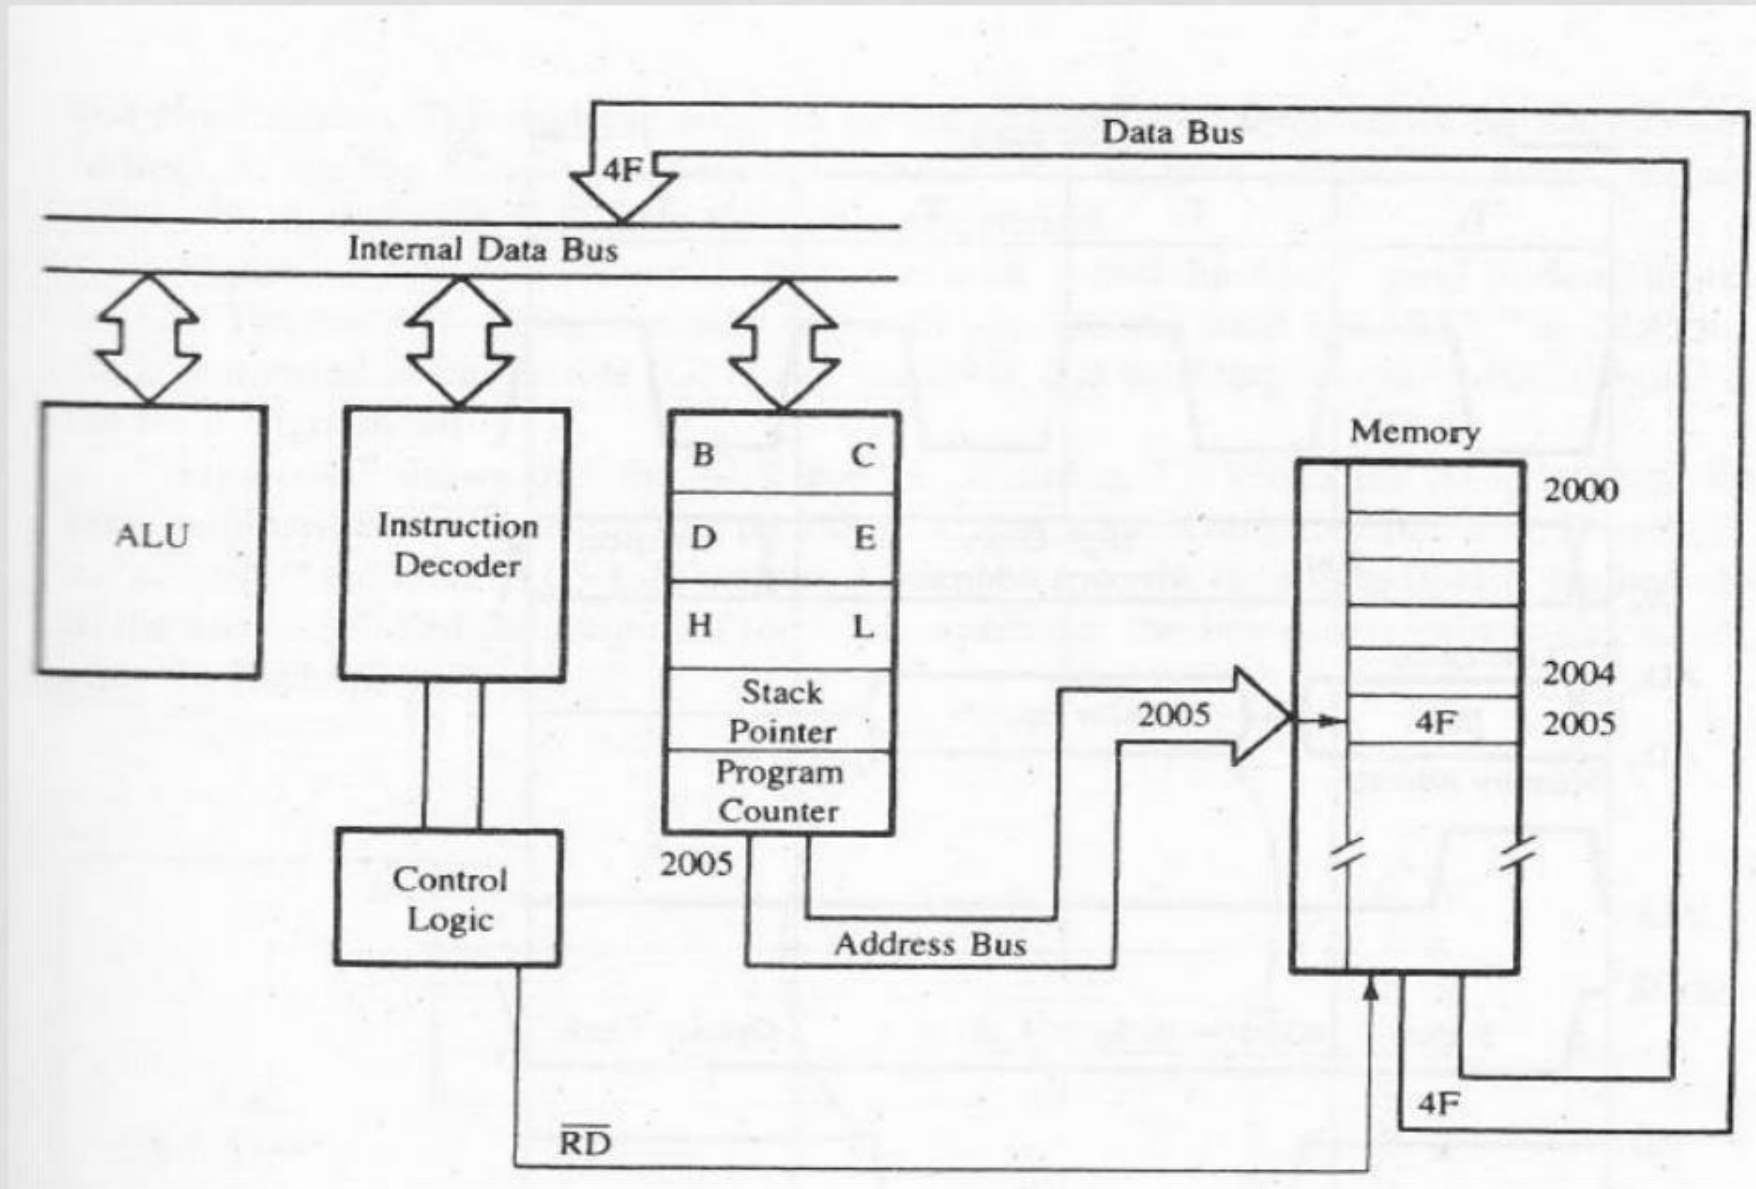 Data Bus
4F
Internal Data Bus
ALU
Instruction
Decoder
B C
D E
H L
Stack
Pointer
Program
Counter
Control
Logic
2005
Address Bus
2005
Memory
2000
2004
4F 2005
4F
RD